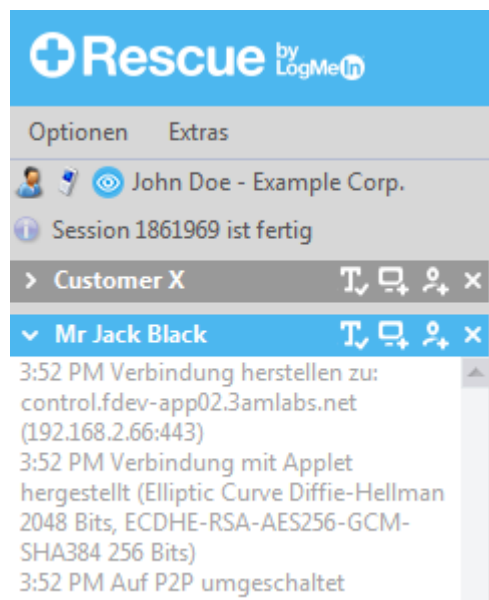 Rescue by LogMeIn
Optionen Extras
John Doe - Example Corp.
Session 1861969 ist fertig
Customer X
Mr Jack Black
3:52 PM Verbindung herstellen zu:
control.fdev-app02.3amlabs.net
(192.168.2.66:443)
3:52 PM Verbindung mit Applet
hergestellt (Elliptic Curve Diffie-Hellman
2048 Bits, ECDHE-RSA-AES256-GCM-
SHA384 256 Bits)
3:52 PM Auf P2P umgeschaltet